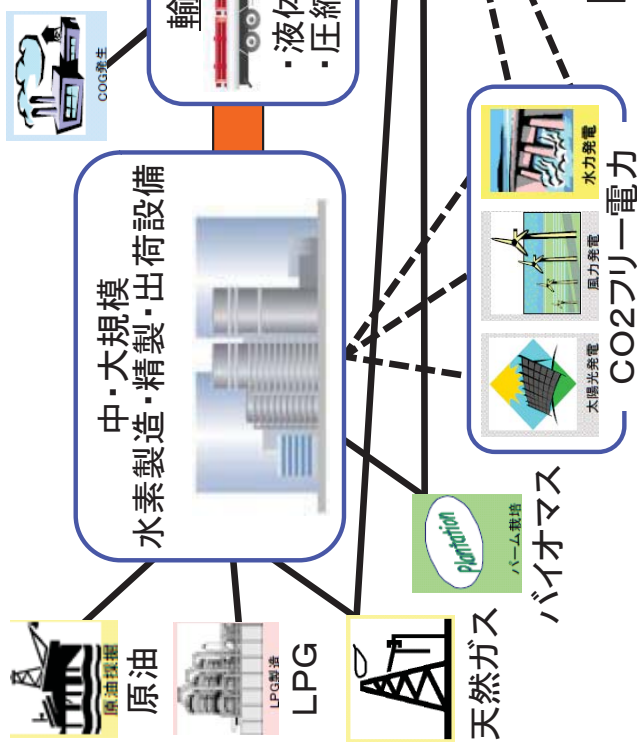 COG発生
輸
・液体
・圧縮
中・大規模
水素製造・精製・出荷設備
原油採掘
原油
LPG製造
LPG
天然ガス
Plantation
パーム栽培
バイオマス
太陽光発電
風力発電
水力発電
CO2フリー電力